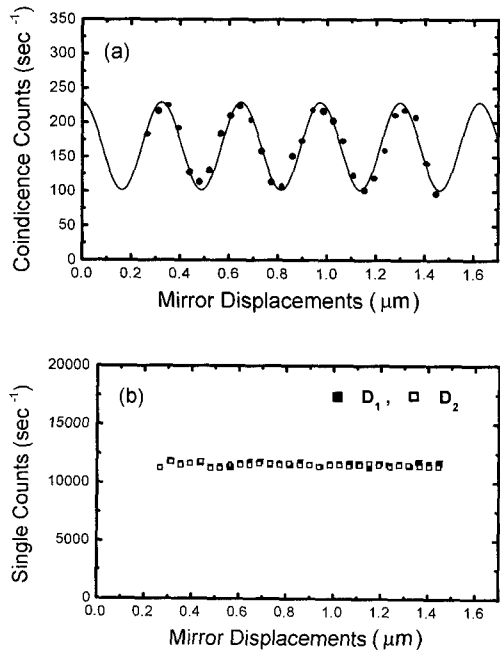 (a)
Coindicence Counts (sec⁻¹)
350
300
250
200
150
100
50
0
0.0 0.2 0.4 0.6 0.8 1.0 1.2 1.4 1.6
Mirror Displacements (μm)
(b)
D₁, D₂
Single Counts (sec⁻¹)
20000
15000
10000
5000
0
0.0 0.2 0.4 0.6 0.8 1.0 1.2 1.4 1.6
Mirror Displacements (μm)